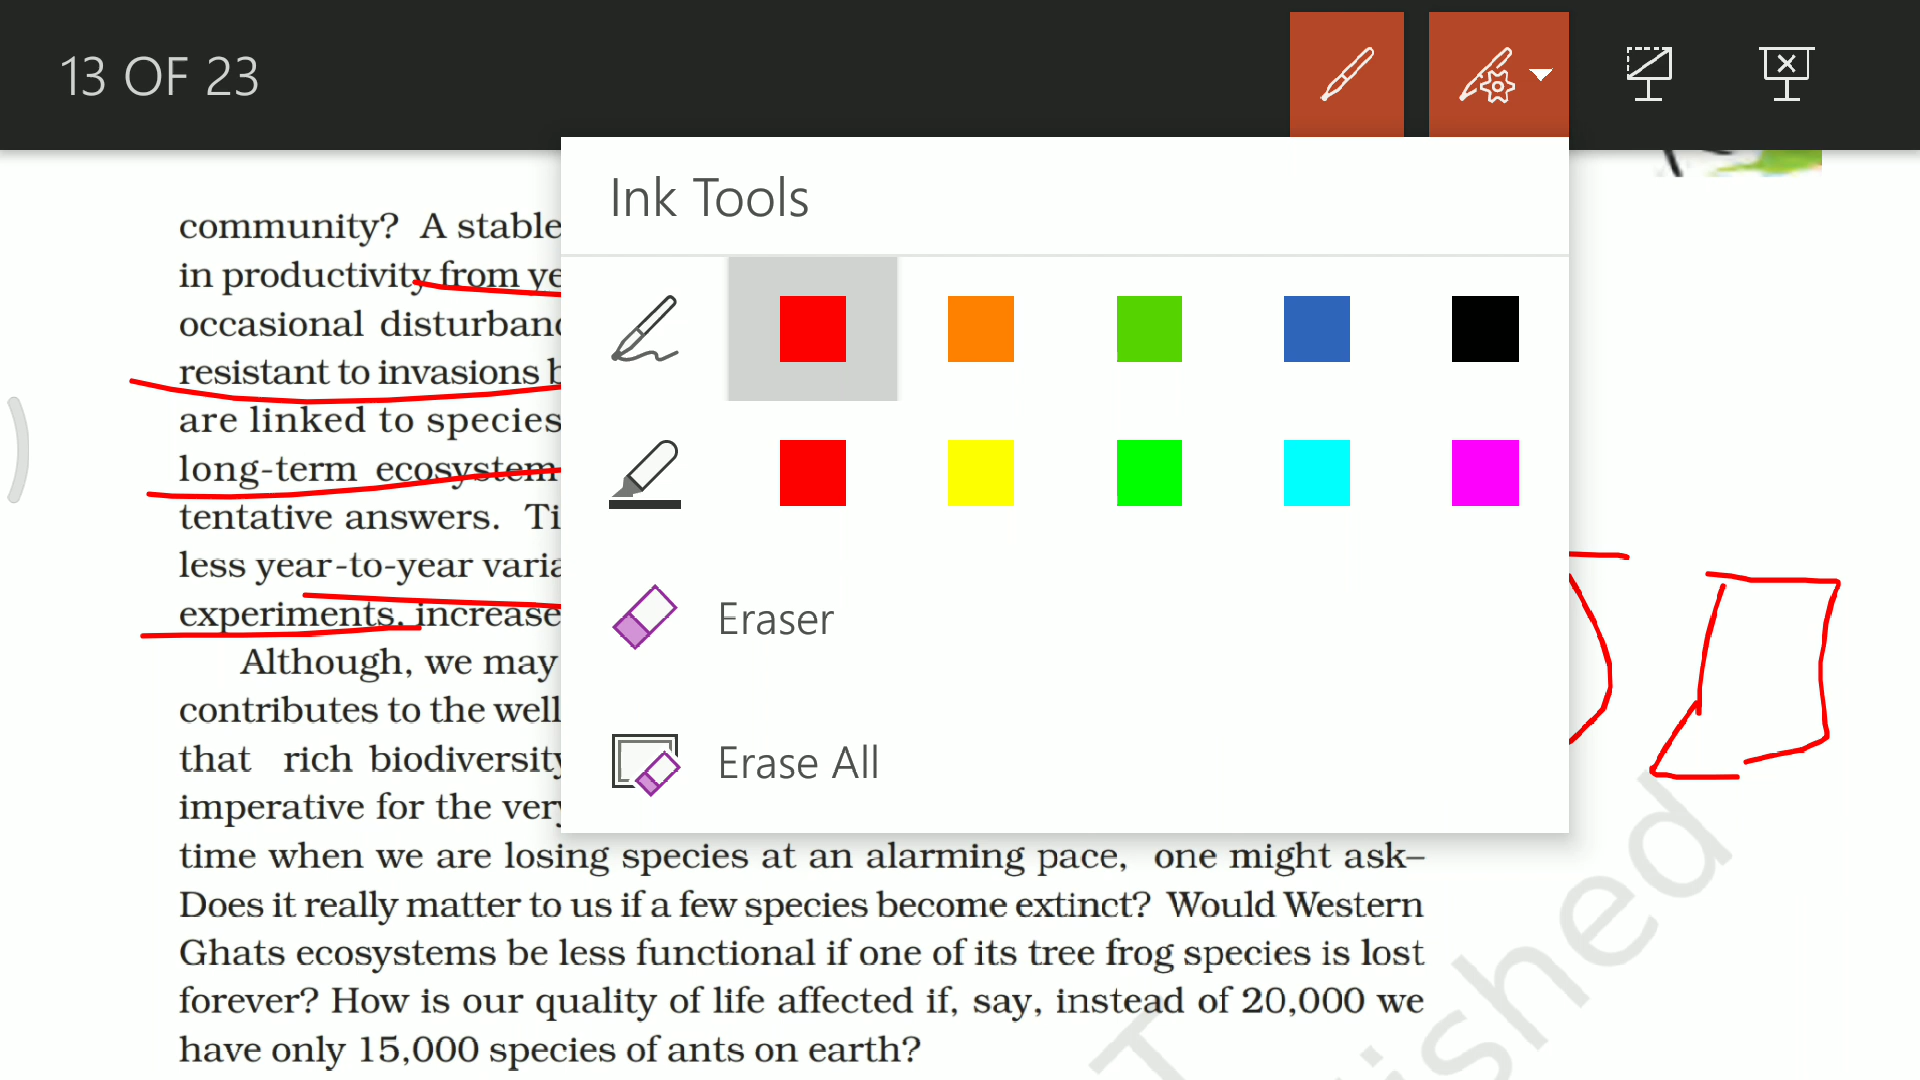 13 OF 23
Ink Tools
Eraser
Erase All
community? A stable
in productivity from ye
occasional disturbanc
resistant to invasions b
are linked to species
long-term ecosystem
tentative answers. Ti
less year-to-year varia
experiments, increase
Although, we may
contributes to the well
that rich biodiversity
imperative for the very
time when we are losing species at an alarming pace, one might ask–
Does it really matter to us if a few species become extinct? Would Western
Ghats ecosystems be less functional if one of its tree frog species is lost
forever? How is our quality of life affected if, say, instead of 20,000 we
have only 15,000 species of ants on earth?